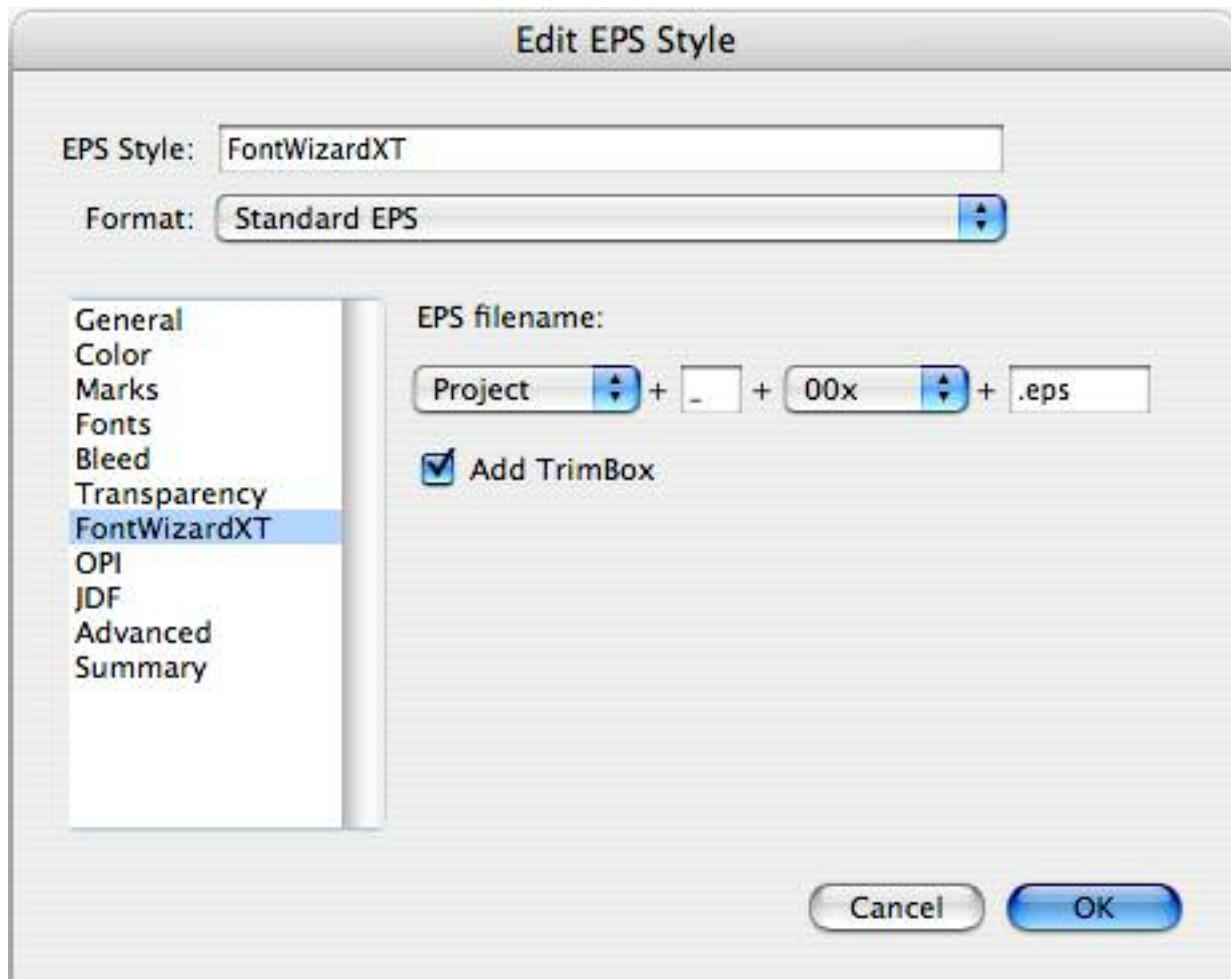 Edit EPS Style
EPS Style: FontWizardXT
Format: Standard EPS
General
Color
Marks
Fonts
Bleed
Transparency
FontWizardXT
OPI
JDF
Advanced
Summary
EPS filename:
Project + _ + 00x + .eps
Add TrimBox
Cancel OK